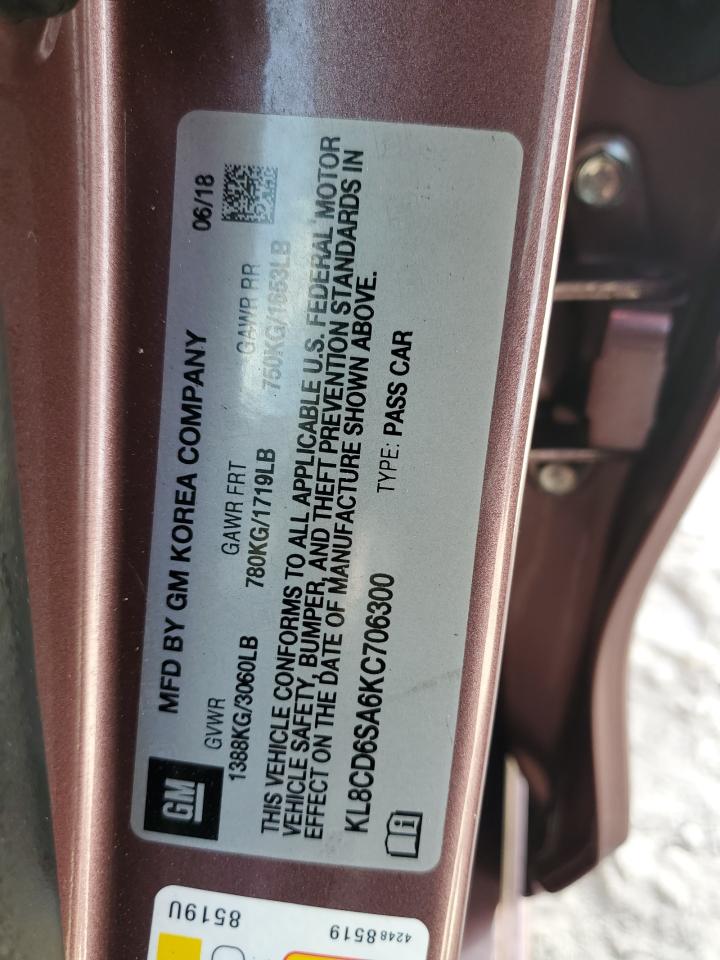 MFD BY GM KOREA COMPANY 06/18
GM
GVWR GAWR FRT GAWR RR
1388KG/3060LB 780KG/1719LB 750KG/1653LB
THIS VEHICLE CONFORMS TO ALL APPLICABLE U.S. FEDERAL MOTOR
VEHICLE SAFETY, BUMPER, AND THEFT PREVENTION STANDARDS IN
EFFECT ON THE DATE OF MANUFACTURE SHOWN ABOVE.
KL8CD6SA6KC706300 TYPE: PASS CAR
8519U
42488519